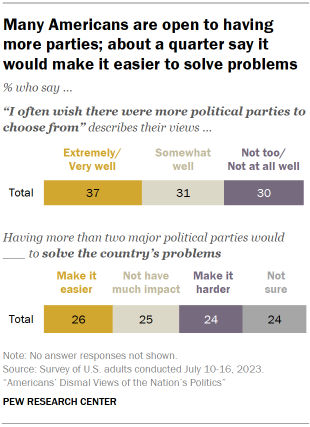 Many Americans are open to having
more parties; about a quarter say it
would make it easier to solve problems
% who say ...
“I often wish there were more political parties to
choose from” describes their views ...
Extremely/ Somewhat Not too/
Very well well Not at all well
Total 37 31 30
Having more than two major political parties would
___ to solve the country's problems
Make it Not have Make it Not
easier much impact harder sure
Total 26 25 24 24
Note: No answer responses not shown.
Source: Survey of U.S. adults conducted July 10-16, 2023.
“Americans’ Dismal Views of the Nation’s Politics”
PEW RESEARCH CENTER